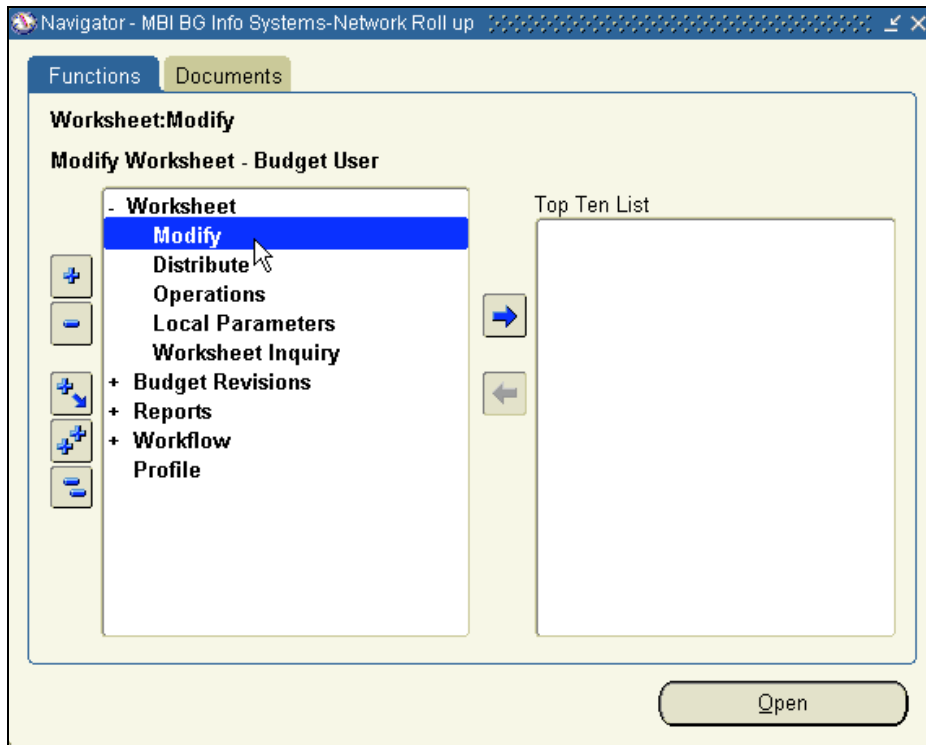 Navigator - MBI BG Info Systems-Network Roll up
Functions
Documents
Worksheet:Modify
Modify Worksheet - Budget User
- Worksheet
Modify
Distribute
Operations
Local Parameters
Worksheet Inquiry
+ Budget Revisions
+ Reports
+ Workflow
Profile
Top Ten List
Open